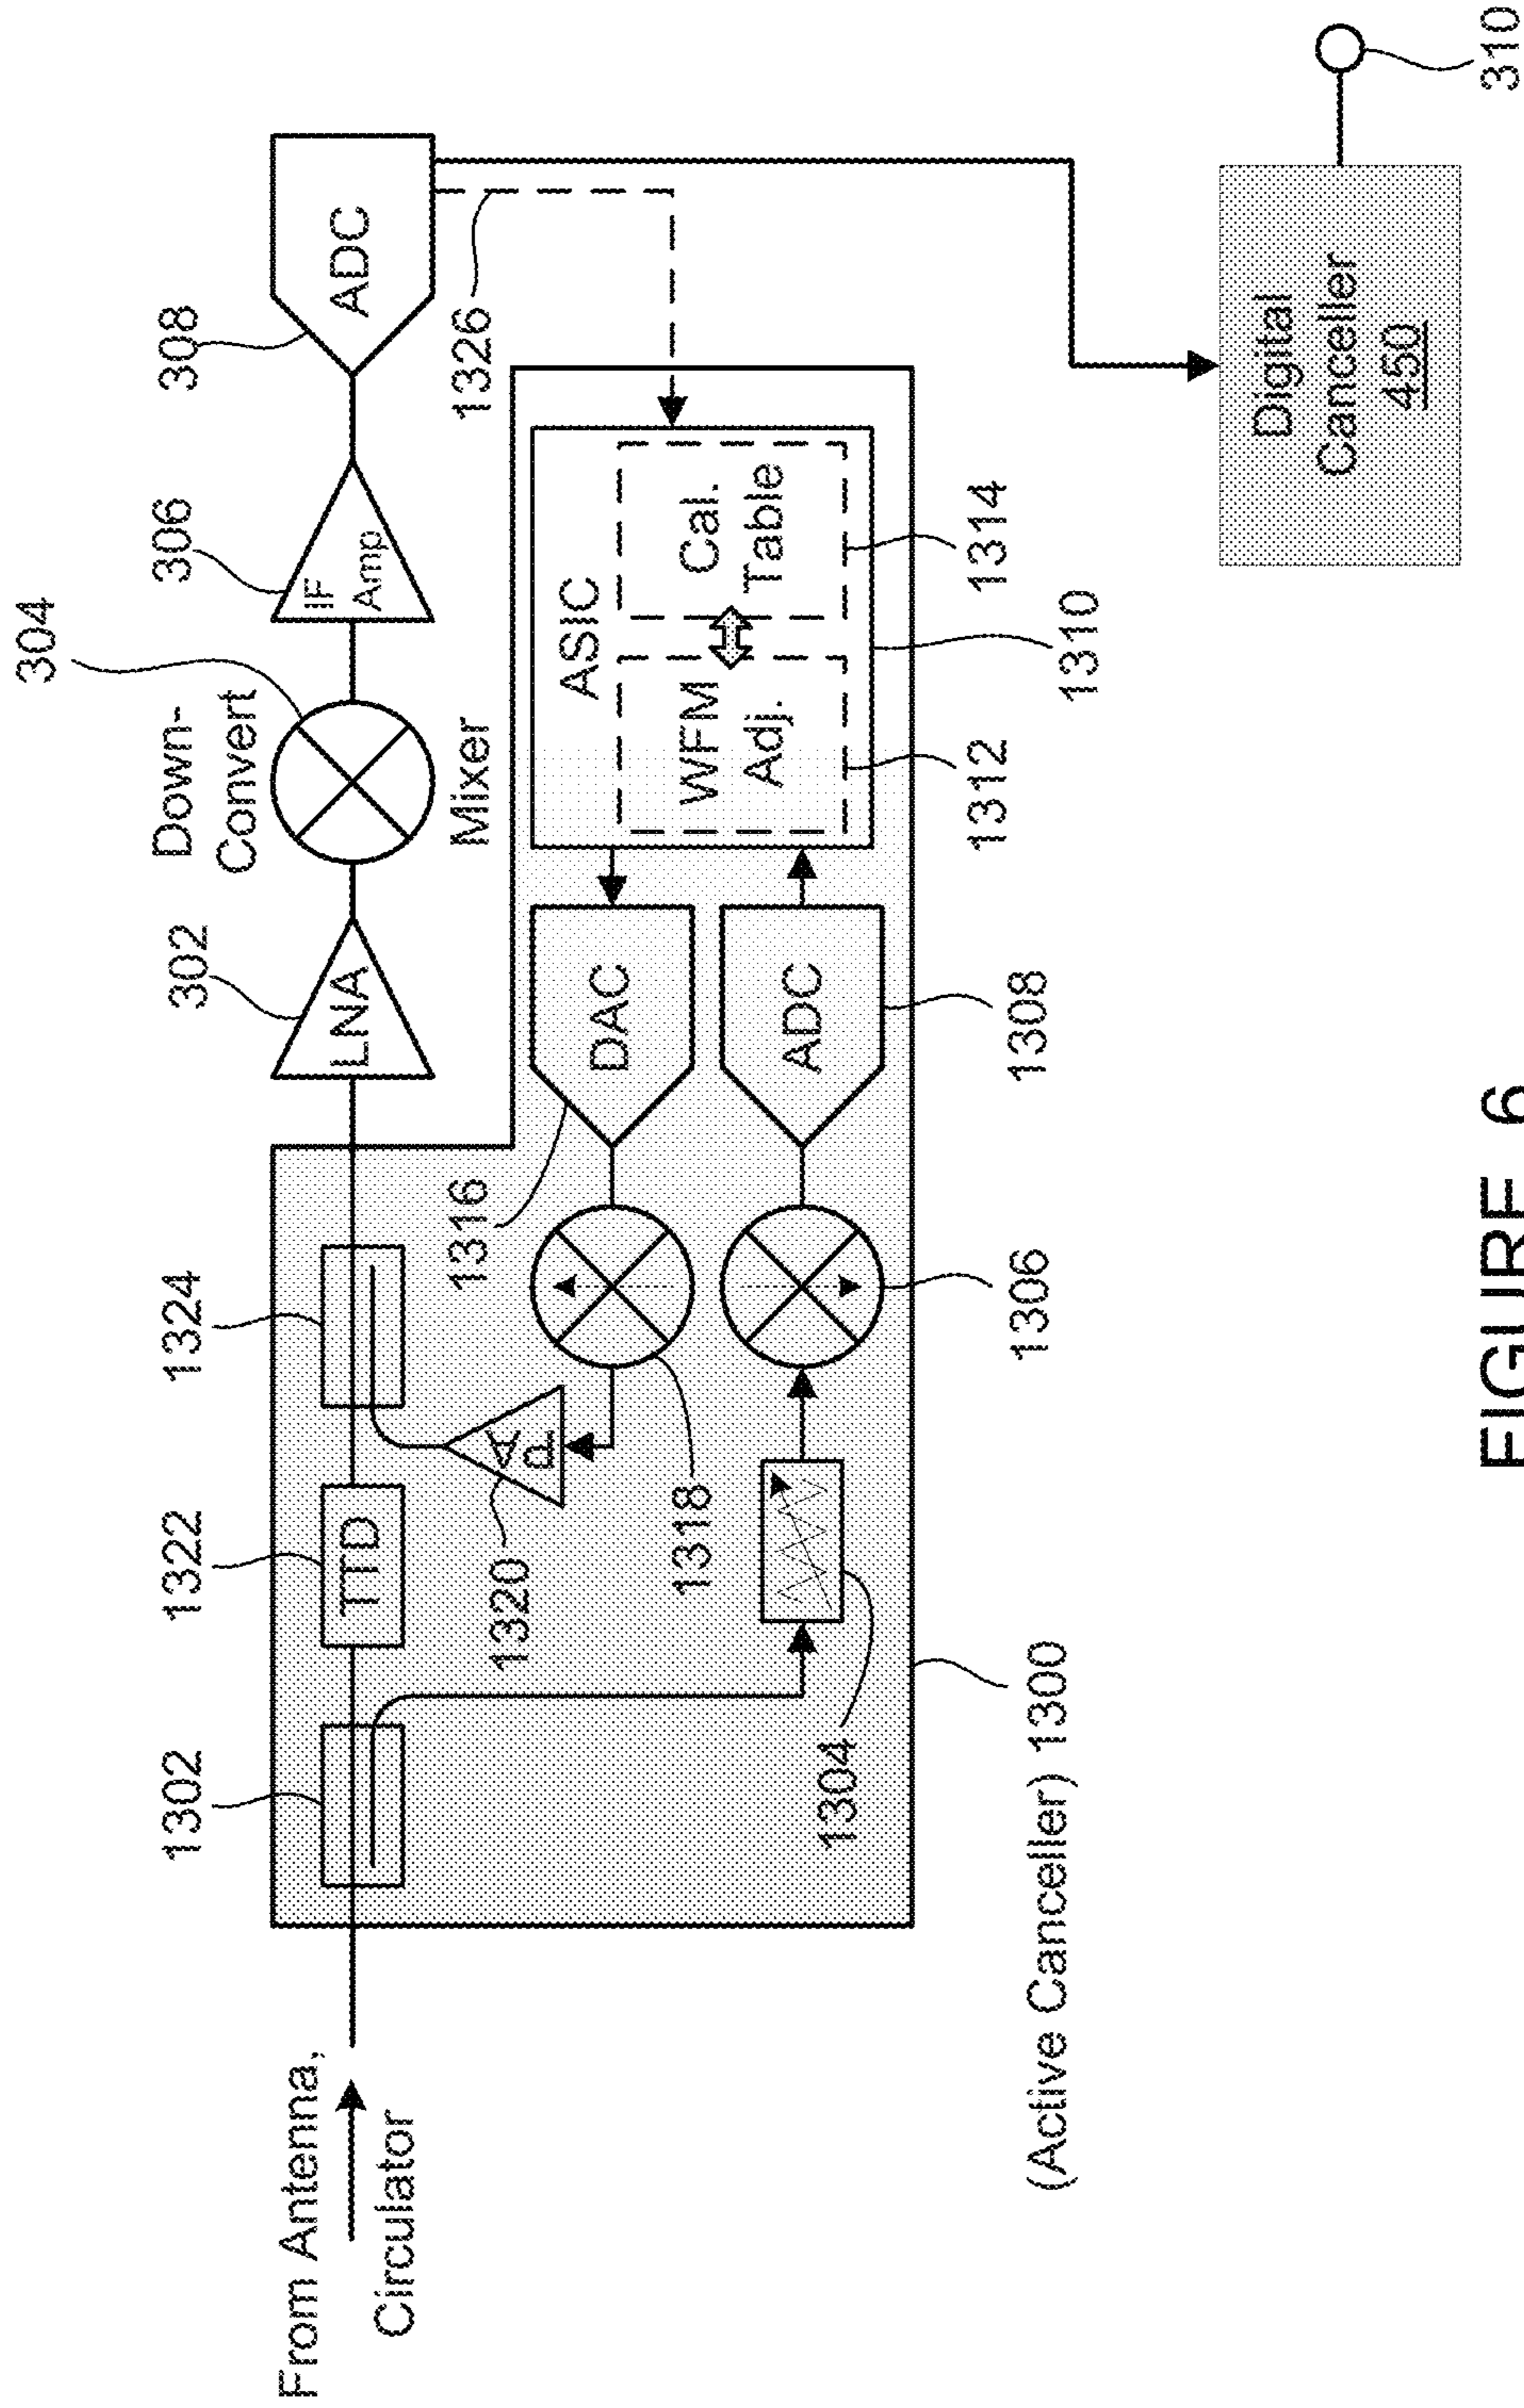 304
302
306
308
Down-
Convert
LNA
IF
Amp
ADC
Mixer
1326
1302
1322
1324
TTD
From Antenna,
Circulator
1320
PA
1316
1318
DAC
ASIC
WFM
Adj.
Cal.
Table
ADC
1304
1306
1308
1312
1314
1310
(Active Canceller) 1300
Digital
Canceller
450
310
FIGURE 6